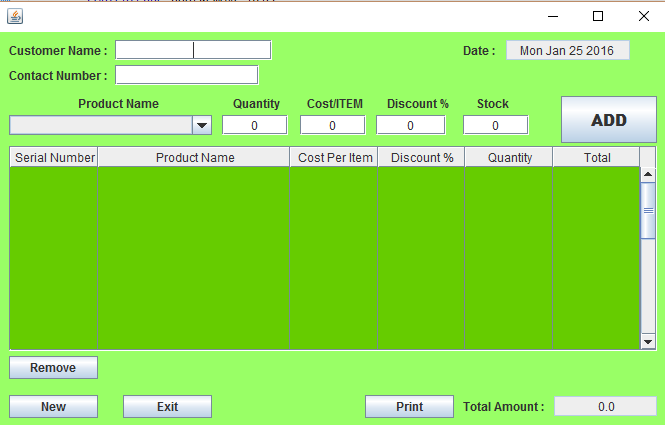 Customer Name : Date : Mon Jan 25 2016
Contact Number :
Product Name Quantity Cost/ITEM Discount % Stock
0 0 0 0 ADD
Serial Number Product Name Cost Per Item Discount % Quantity Total
Remove
New Exit Print Total Amount : 0.0